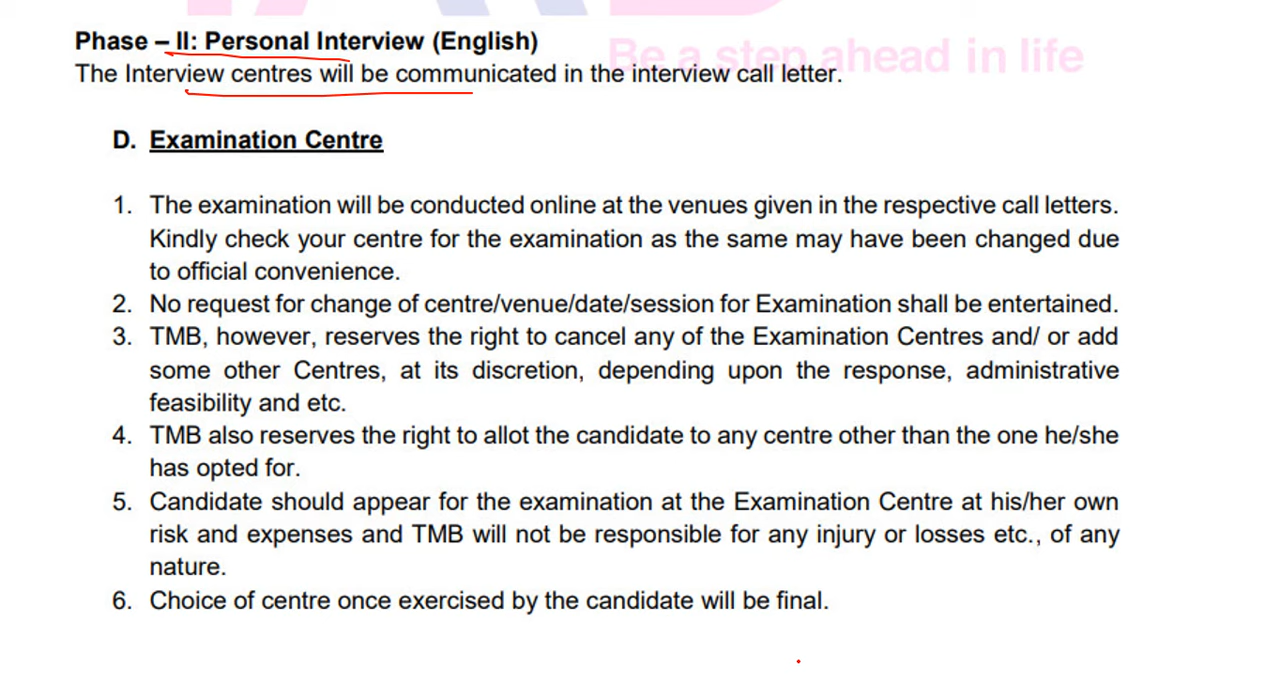 Phase – II: Personal Interview (English)
Be a step ahead in life
The Interview centres will be communicated in the interview call letter.
D. Examination Centre
1. The examination will be conducted online at the venues given in the respective call letters.
Kindly check your centre for the examination as the same may have been changed due
to official convenience.
2. No request for change of centre/venue/date/session for Examination shall be entertained.
3. TMB, however, reserves the right to cancel any of the Examination Centres and/ or add
some other Centres, at its discretion, depending upon the response, administrative
feasibility and etc.
4. TMB also reserves the right to allot the candidate to any centre other than the one he/she
has opted for.
5. Candidate should appear for the examination at the Examination Centre at his/her own
risk and expenses and TMB will not be responsible for any injury or losses etc., of any
nature.
6. Choice of centre once exercised by the candidate will be final.